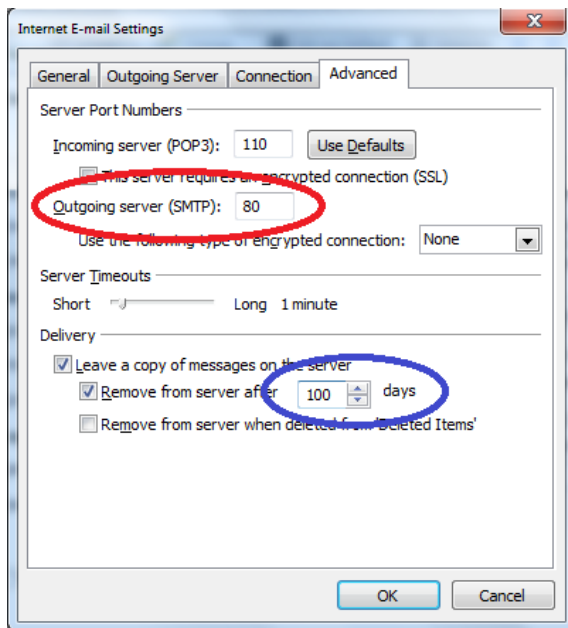 Internet E-mail Settings
X
General Outgoing Server Connection Advanced
Server Port Numbers
Incoming server (POP3): 110 Use Defaults
This server requires an encrypted connection (SSL)
Outgoing server (SMTP): 80
Use the following type of encrypted connection: None
Server Timeouts
Short Long 1 minute
Delivery
Leave a copy of messages on the server
Remove from server after 100 days
Remove from server when deleted from 'Deleted Items'
OK Cancel